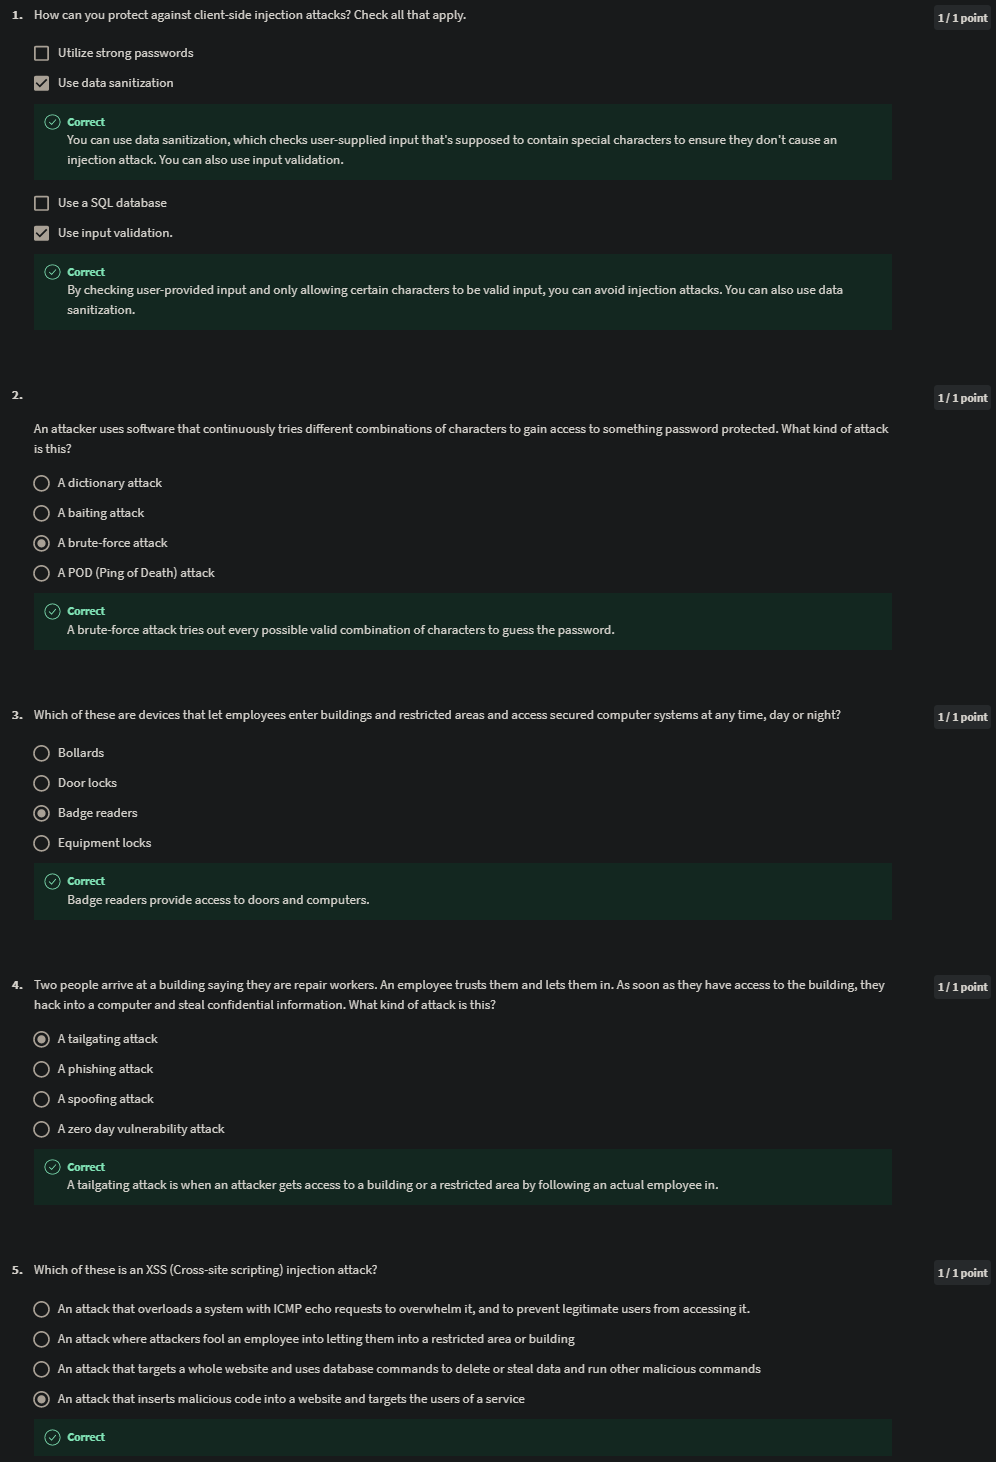 1. How can you protect against client-side injection attacks? Check all that apply.
1 / 1 point
Utilize strong passwords
Use data sanitization
Correct
You can use data sanitization, which checks user-supplied input that's supposed to contain special characters to ensure they don't cause an
injection attack. You can also use input validation.
Use a SQL database
Use input validation.
Correct
By checking user-provided input and only allowing certain characters to be valid input, you can avoid injection attacks. You can also use data
sanitization.
2.
1 / 1 point
An attacker uses software that continuously tries different combinations of characters to gain access to something password protected. What kind of attack
is this?
A dictionary attack
A baiting attack
A brute-force attack
A POD (Ping of Death) attack
Correct
A brute-force attack tries out every possible valid combination of characters to guess the password.
3. Which of these are devices that let employees enter buildings and restricted areas and access secured computer systems at any time, day or night?
1 / 1 point
Bollards
Door locks
Badge readers
Equipment locks
Correct
Badge readers provide access to doors and computers.
4. Two people arrive at a building saying they are repair workers. An employee trusts them and lets them in. As soon as they have access to the building, they
1 / 1 point
hack into a computer and steal confidential information. What kind of attack is this?
A tailgating attack
A phishing attack
A spoofing attack
A zero day vulnerability attack
Correct
A tailgating attack is when an attacker gets access to a building or a restricted area by following an actual employee in.
5. Which of these is an XSS (Cross-site scripting) injection attack?
1 / 1 point
An attack that overloads a system with ICMP echo requests to overwhelm it, and to prevent legitimate users from accessing it.
An attack where attackers fool an employee into letting them into a restricted area or building
An attack that targets a whole website and uses database commands to delete or steal data and run other malicious commands
An attack that inserts malicious code into a website and targets the users of a service
Correct